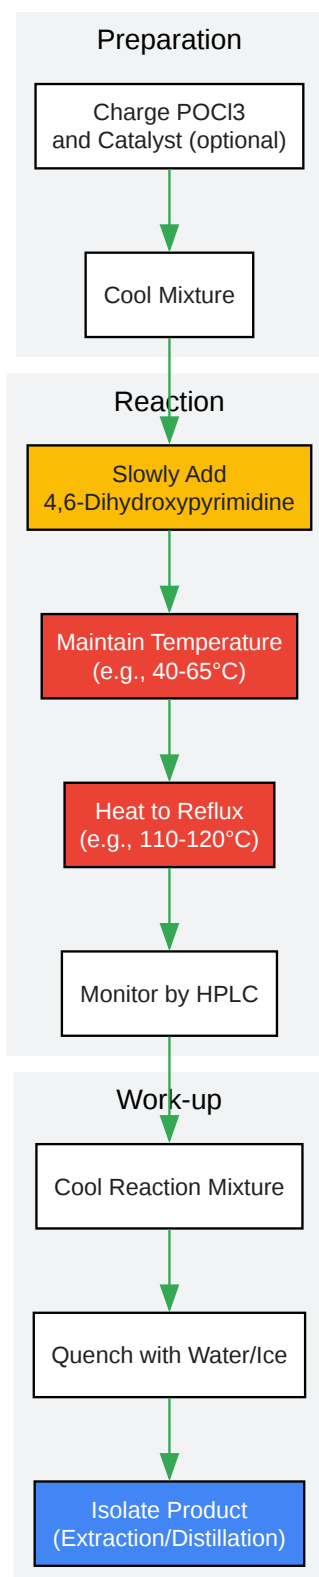 Preparation
Charge POCl3
and Catalyst (optional)
Cool Mixture
Reaction
Slowly Add
4,6-Dihydroxypyrimidine
Maintain Temperature
(e.g., 40-65°C)
Heat to Reflux
(e.g., 110-120°C)
Monitor by HPLC
Work-up
Cool Reaction Mixture
Quench with Water/Ice
Isolate Product
(Extraction/Distillation)